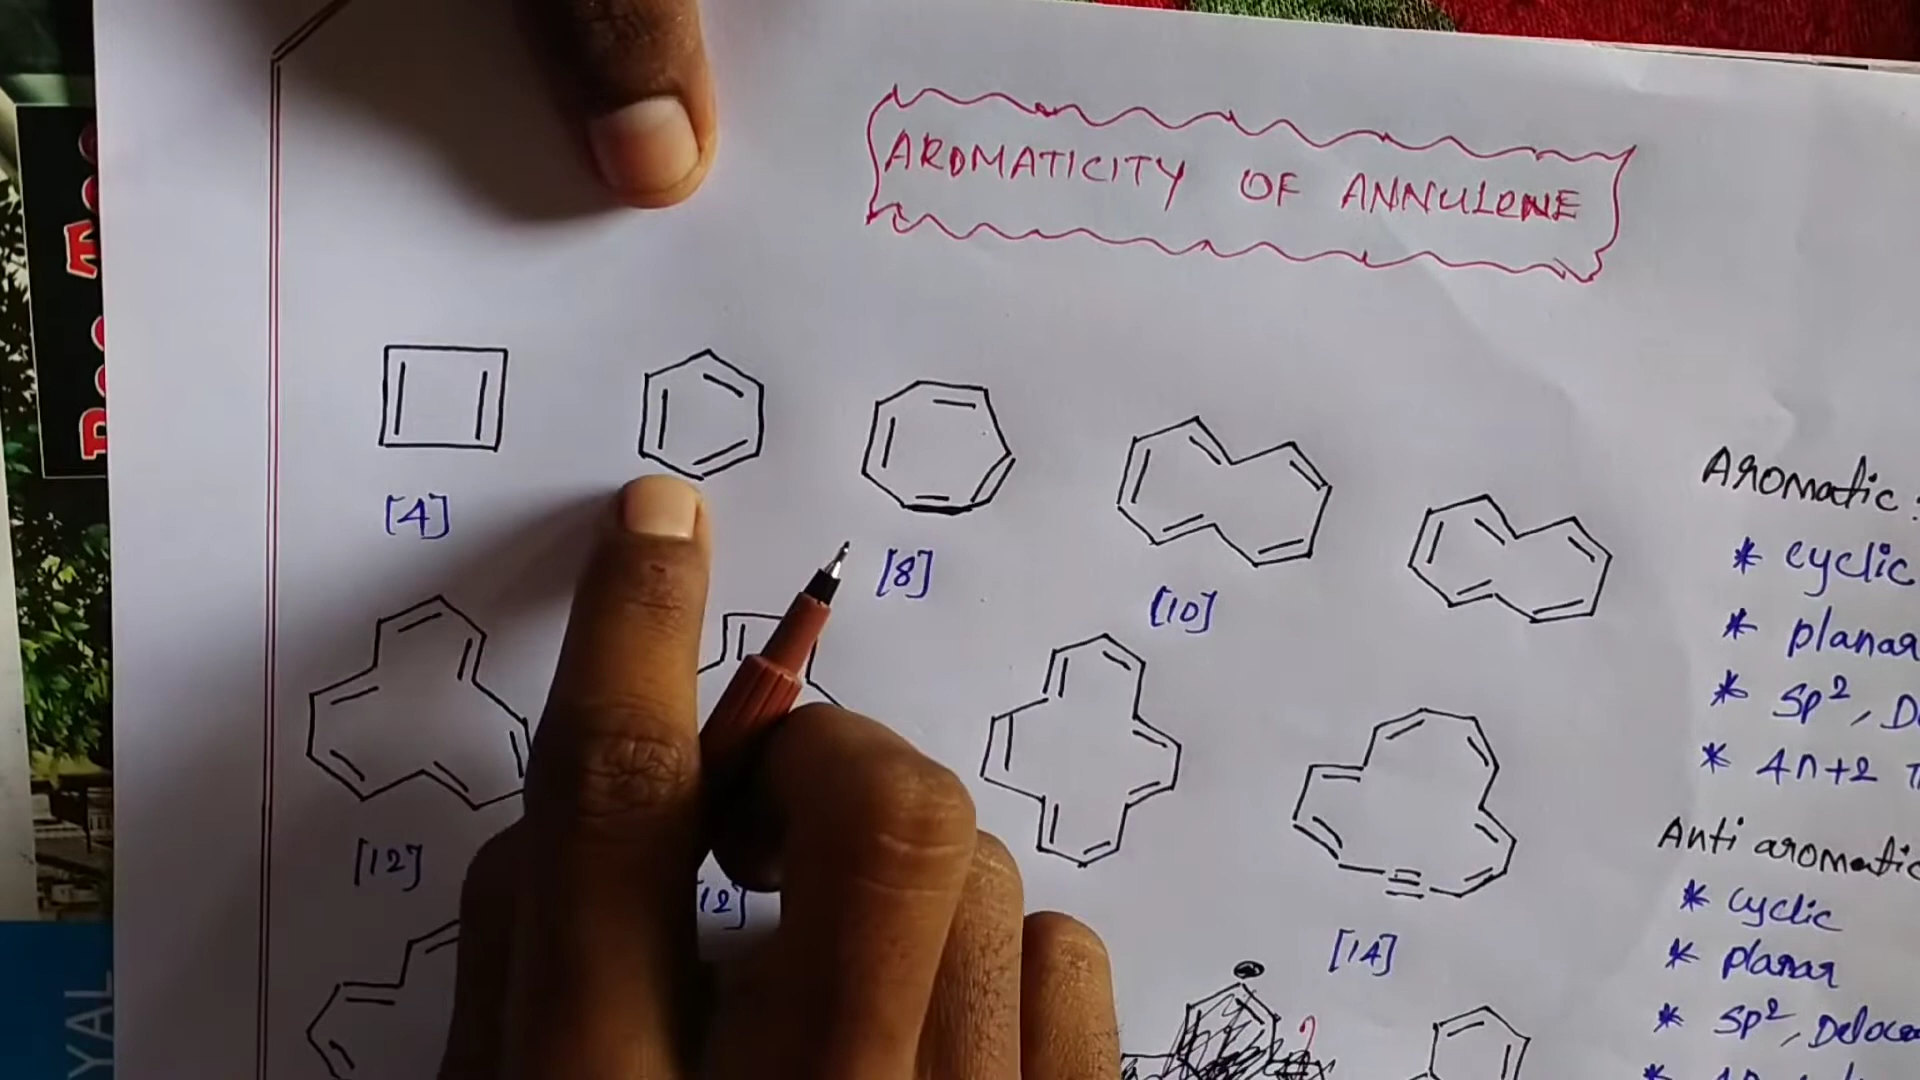 AROMATICITY OF ANNULENE
[4]
[8]
[10]
[12]
[12]
[14]
Aromatic:
* cyclic
* planar
* sp²,
* 4n+2
Anti aromatic
* cyclic
* planar
* sp²,
YAL